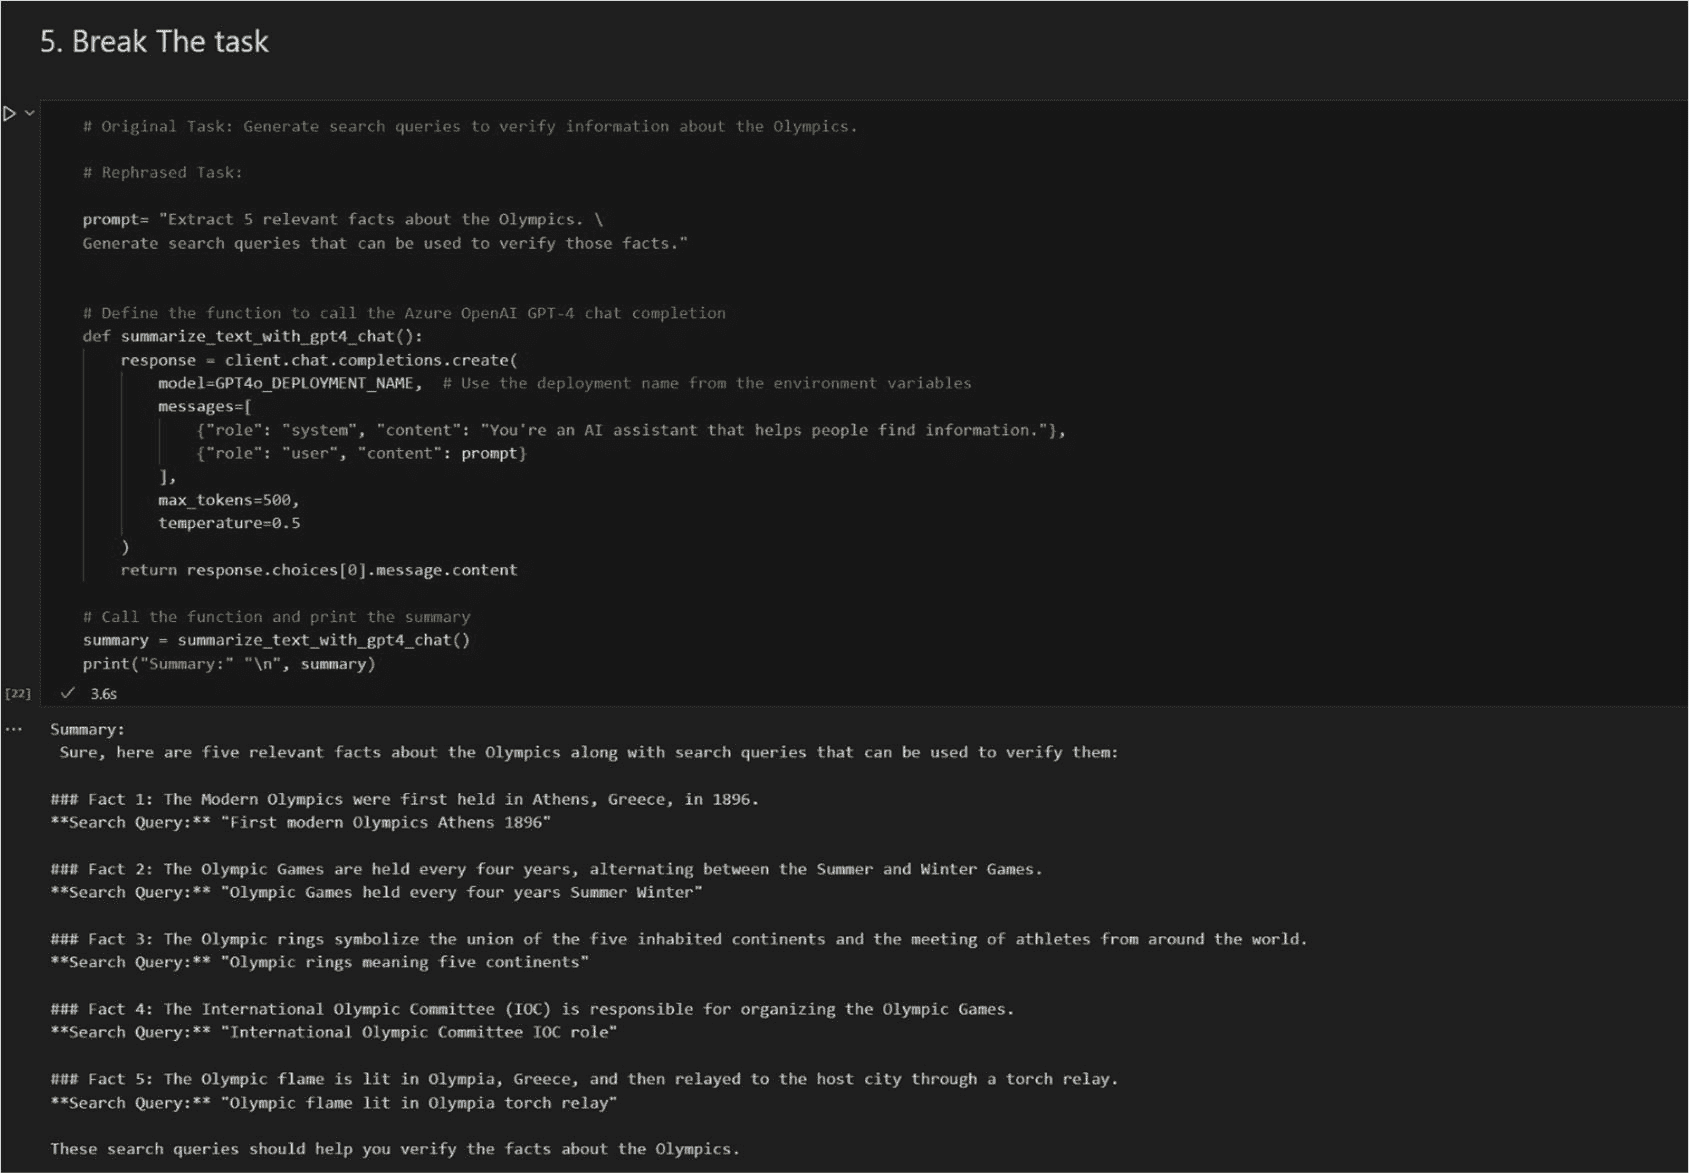 5. Break The task
# Original Task: Generate search queries to verify information about the Olympics.
# Rephrased Task:
prompt= "Extract 5 relevant facts about the Olympics. \
Generate search queries that can be used to verify those facts."
# Define the function to call the Azure OpenAI GPT-4 chat completion
def summarize_text_with_gpt4_chat():
response = client.chat.completions.create(
model=GPT4o_DEPLOYMENT_NAME,  # Use the deployment name from the environment variables
messages=[
{"role": "system", "content": "You're an AI assistant that helps people find information."},
{"role": "user", "content": prompt}
],
max_tokens=500,
temperature=0.5
)
return response.choices[0].message.content
# Call the function and print the summary
summary = summarize_text_with_gpt4_chat()
print("Summary:" "\n", summary)
[22] ✓ 3.6s
... Summary:
Sure, here are five relevant facts about the Olympics along with search queries that can be used to verify them:
### Fact 1: The Modern Olympics were first held in Athens, Greece, in 1896.
**Search Query:** "First modern Olympics Athens 1896"
### Fact 2: The Olympic Games are held every four years, alternating between the Summer and Winter Games.
**Search Query:** "Olympic Games held every four years Summer Winter"
### Fact 3: The Olympic rings symbolize the union of the five inhabited continents and the meeting of athletes from around the world.
**Search Query:** "Olympic rings meaning five continents"
### Fact 4: The International Olympic Committee (IOC) is responsible for organizing the Olympic Games.
**Search Query:** "International Olympic Committee IOC role"
### Fact 5: The Olympic flame is lit in Olympia, Greece, and then relayed to the host city through a torch relay.
**Search Query:** "Olympic flame lit in Olympia torch relay"
These search queries should help you verify the facts about the Olympics.